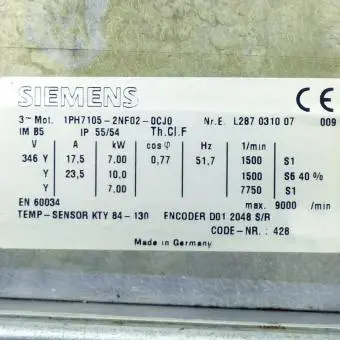 SIEMENS CE
3~ Mot. 1PH7105-2NF02-0CJ0 Nr.E. L287 0310 07 009
IM B5 IP 55/54 Th.Cl.F
V A kW cos φ Hz 1/min
346 Y 17,5 7.00 0,77 51,7 1500 S1
Y 23,5 10.0 1500 S6 40%
Y 7.00 7750 S1
EN 60034 max. 9000 /min
TEMP-SENSOR KTY 84-130 ENCODER D01 2048 S/R
CODE-NR.: 428
Made in Germany